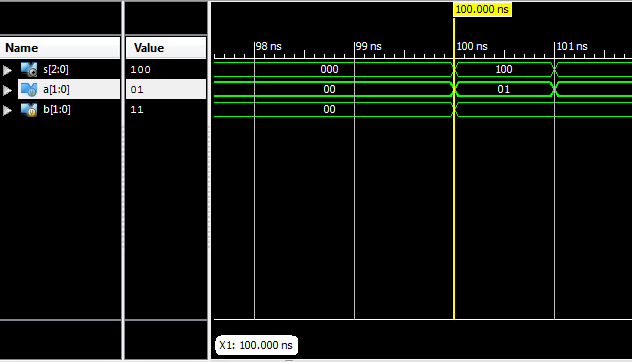 100.000 ns
Name Value
98 ns 99 ns 100 ns 101 ns
s[2:0] 100 000 100
a[1:0] 01 00 01
b[1:0] 11 00
X1: 100.000 ns